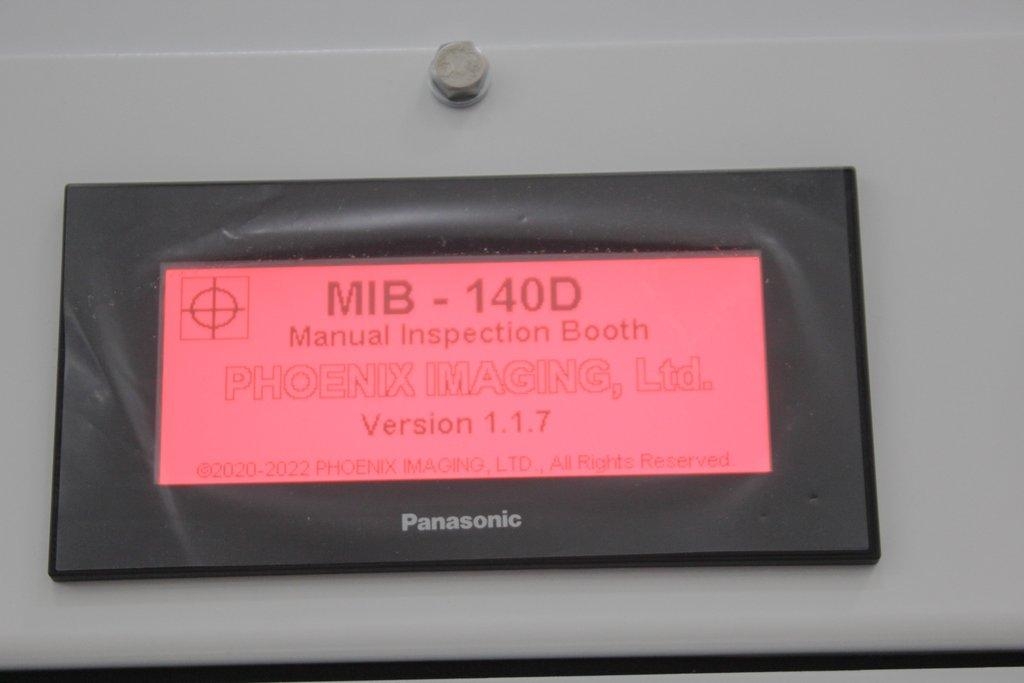 MIB - 140D
Manual Inspection Booth
PHOENIX IMAGING, Ltd.
Version 1.1.7
©2020-2022 PHOENIX IMAGING, LTD., All Rights Reserved.
Panasonic